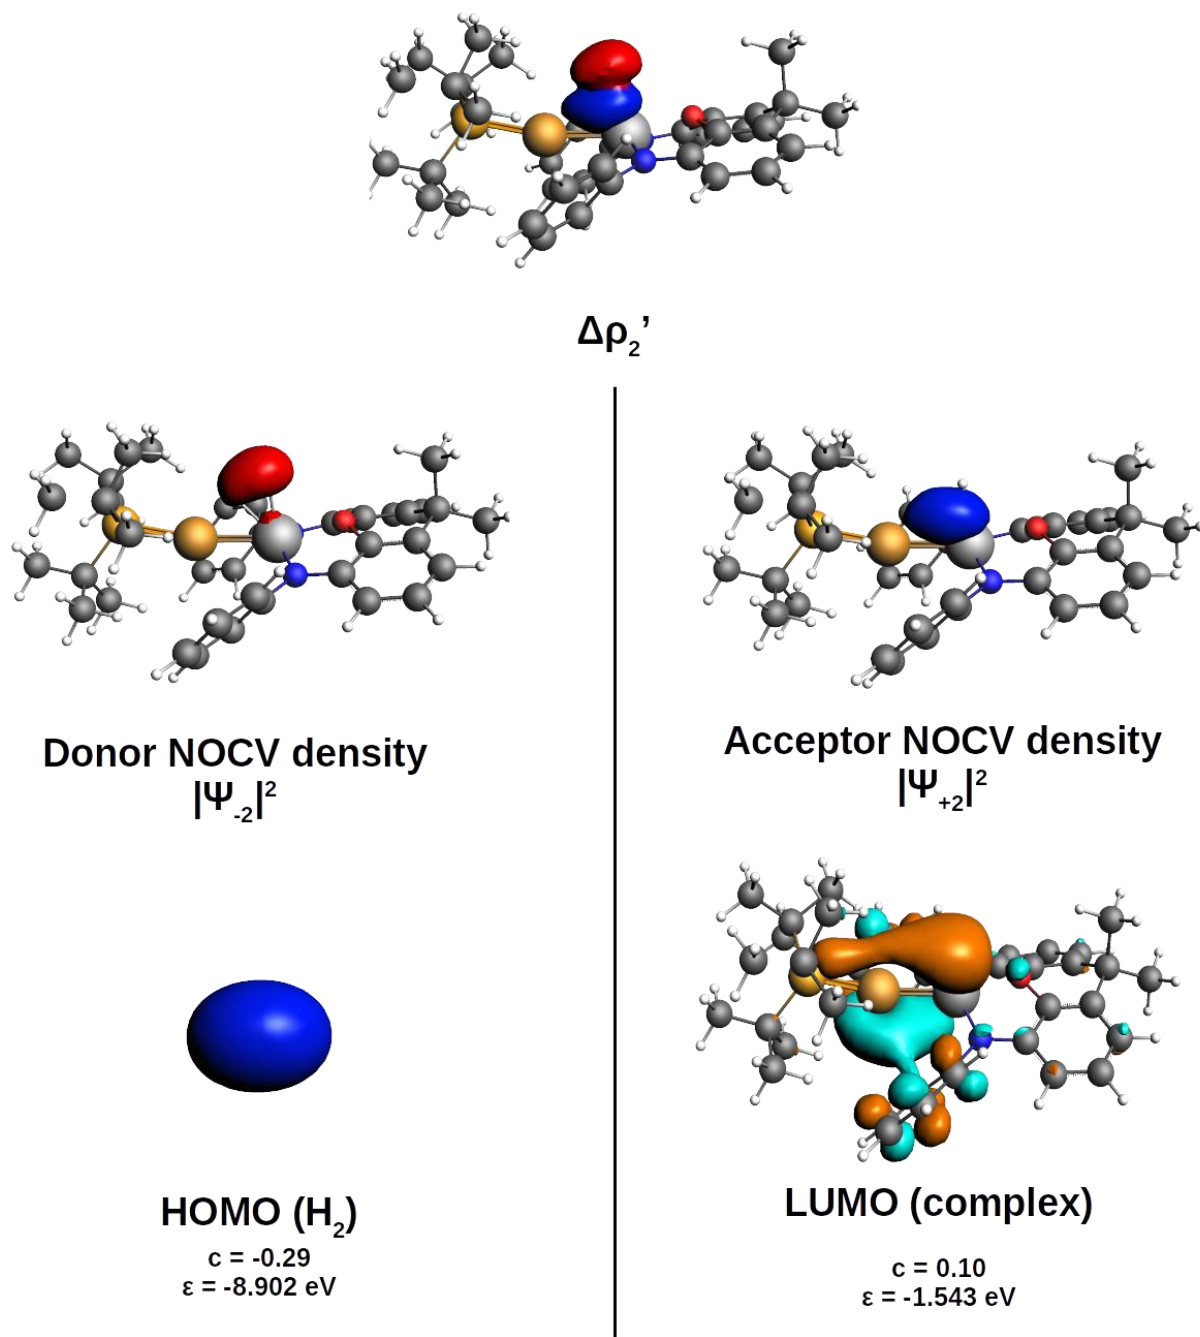 Δρ₂’
Donor NOCV density
|Ψ₋₂|²
Acceptor NOCV density
|Ψ₊₂|²
HOMO (H₂)
c = -0.29
ε = -8.902 eV
LUMO (complex)
c = 0.10
ε = -1.543 eV